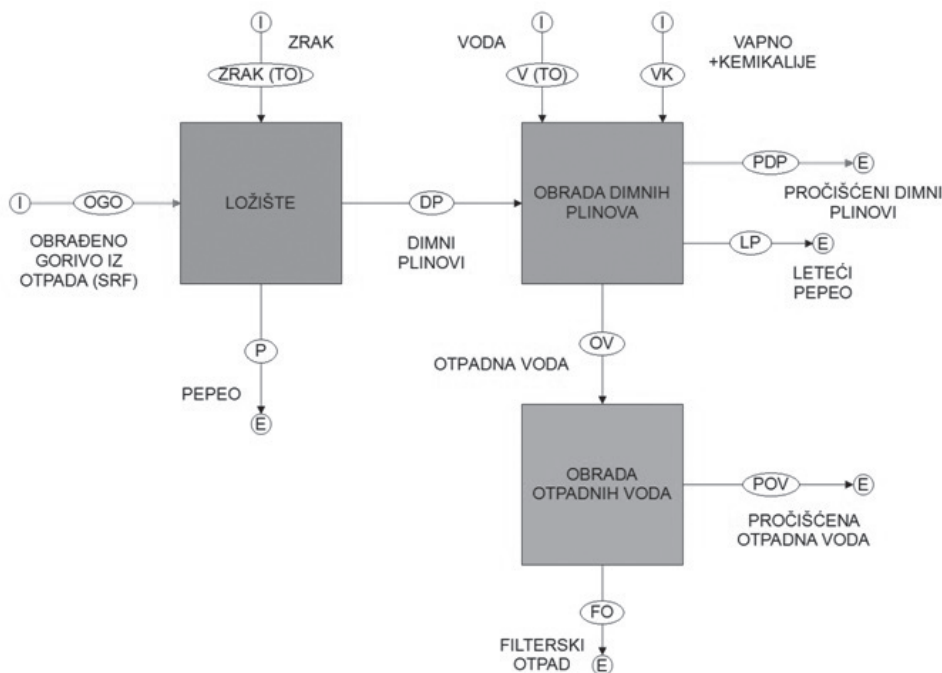 I
ZRAK
ZRAK (TO)
I
VODA
V (TO)
I
VAPNO
+KEMIKALIJE
VK
I
OGO
OBRAĐENO
GORIVO IZ
OTPADA (SRF)
LOŽIŠTE
DP
DIMNI
PLINOVI
OBRADA DIMNIH
PLINOVA
PDP
E
PROČIŠĆENI DIMNI
PLINOVI
LP
E
LETEĆI
PEPEO
P
PEPEO
E
OV
OTPADNA VODA
OBRADA
OTPADNIH VODA
POV
E
PROČIŠĆENA
OTPADNA VODA
FO
FILTERSKI
OTPAD
E